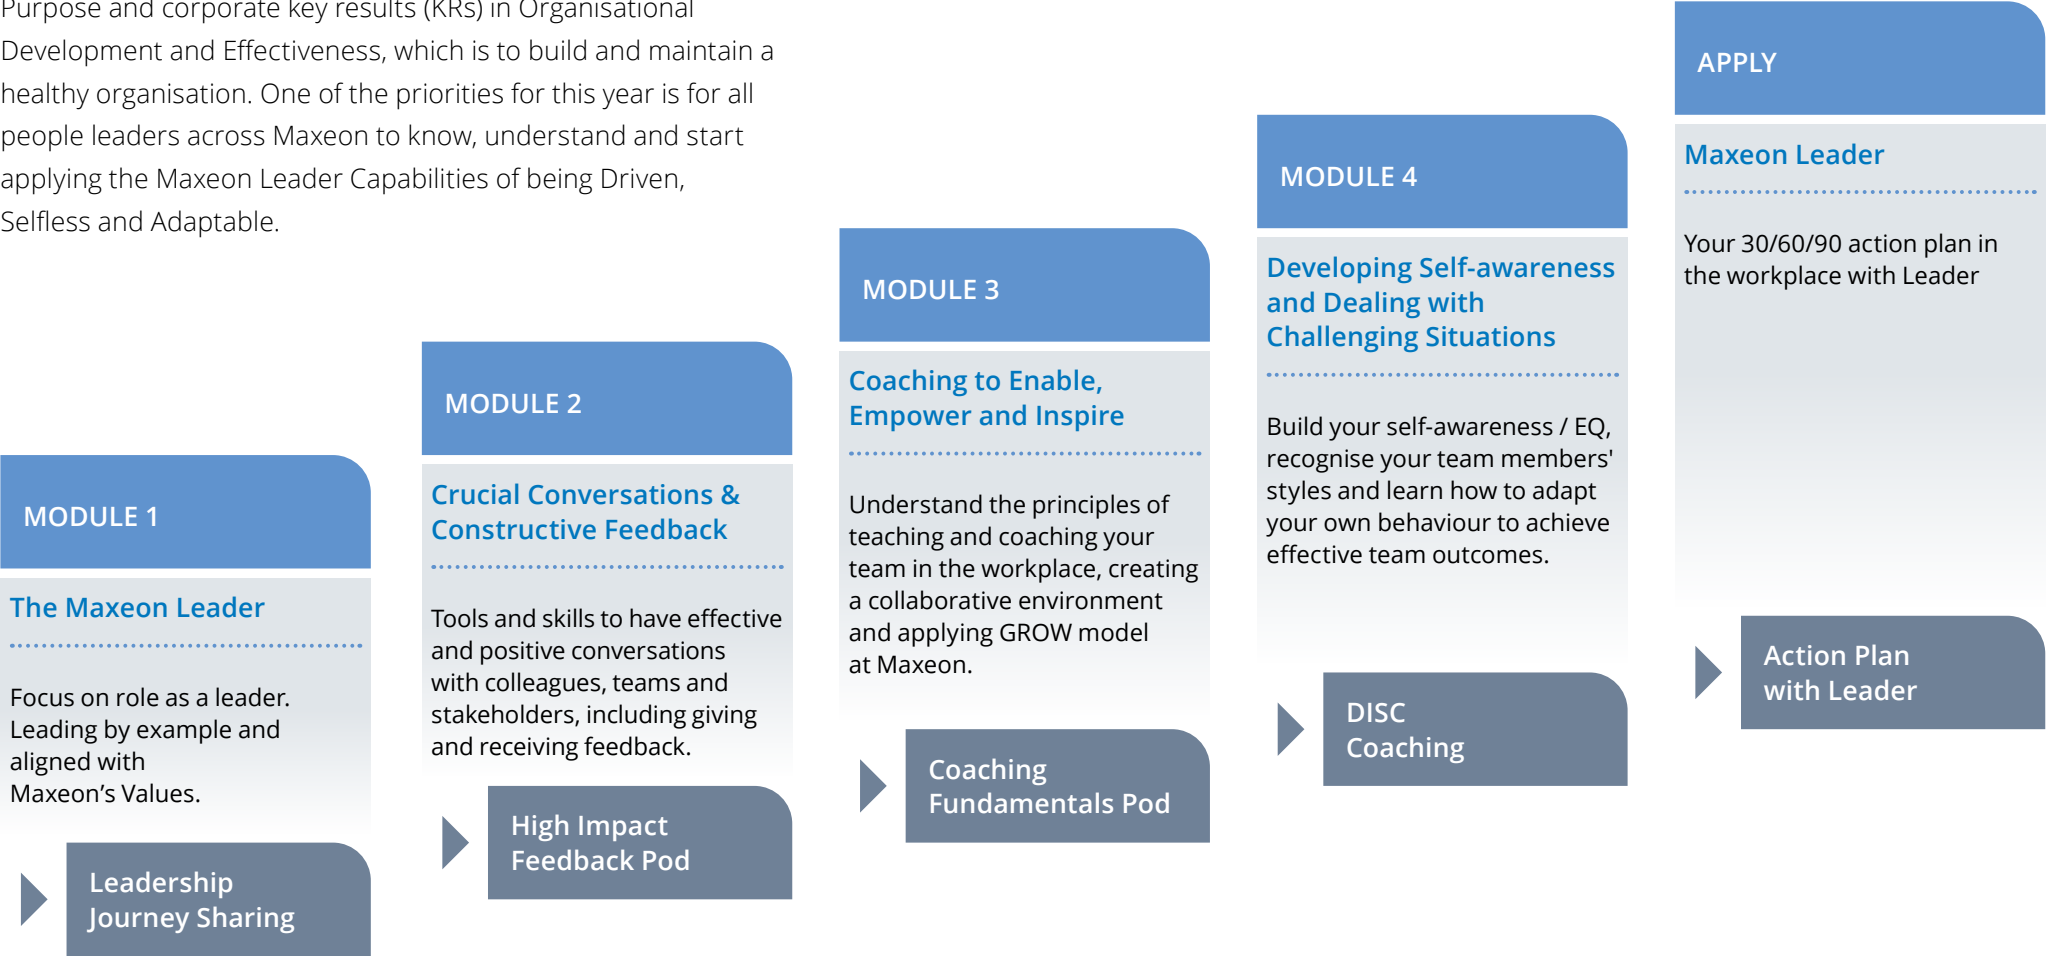 Purpose and corporate key results (KRs) in Organisational
Development and Effectiveness, which is to build and maintain a
healthy organisation. One of the priorities for this year is for all
people leaders across Maxeon to know, understand and start
applying the Maxeon Leader Capabilities of being Driven,
Selfless and Adaptable.
MODULE 1
The Maxeon Leader
Focus on role as a leader.
Leading by example and
aligned with
Maxeon’s Values.
Leadership
Journey Sharing
MODULE 2
Crucial Conversations &
Constructive Feedback
Tools and skills to have effective
and positive conversations
with colleagues, teams and
stakeholders, including giving
and receiving feedback.
High Impact
Feedback Pod
MODULE 3
Coaching to Enable,
Empower and Inspire
Understand the principles of
teaching and coaching your
team in the workplace, creating
a collaborative environment
and applying GROW model
at Maxeon.
Coaching
Fundamentals Pod
MODULE 4
Developing Self-awareness
and Dealing with
Challenging Situations
Build your self-awareness / EQ,
recognise your team members'
styles and learn how to adapt
your own behaviour to achieve
effective team outcomes.
DISC
Coaching
APPLY
Maxeon Leader
Your 30/60/90 action plan in
the workplace with Leader
Action Plan
with Leader